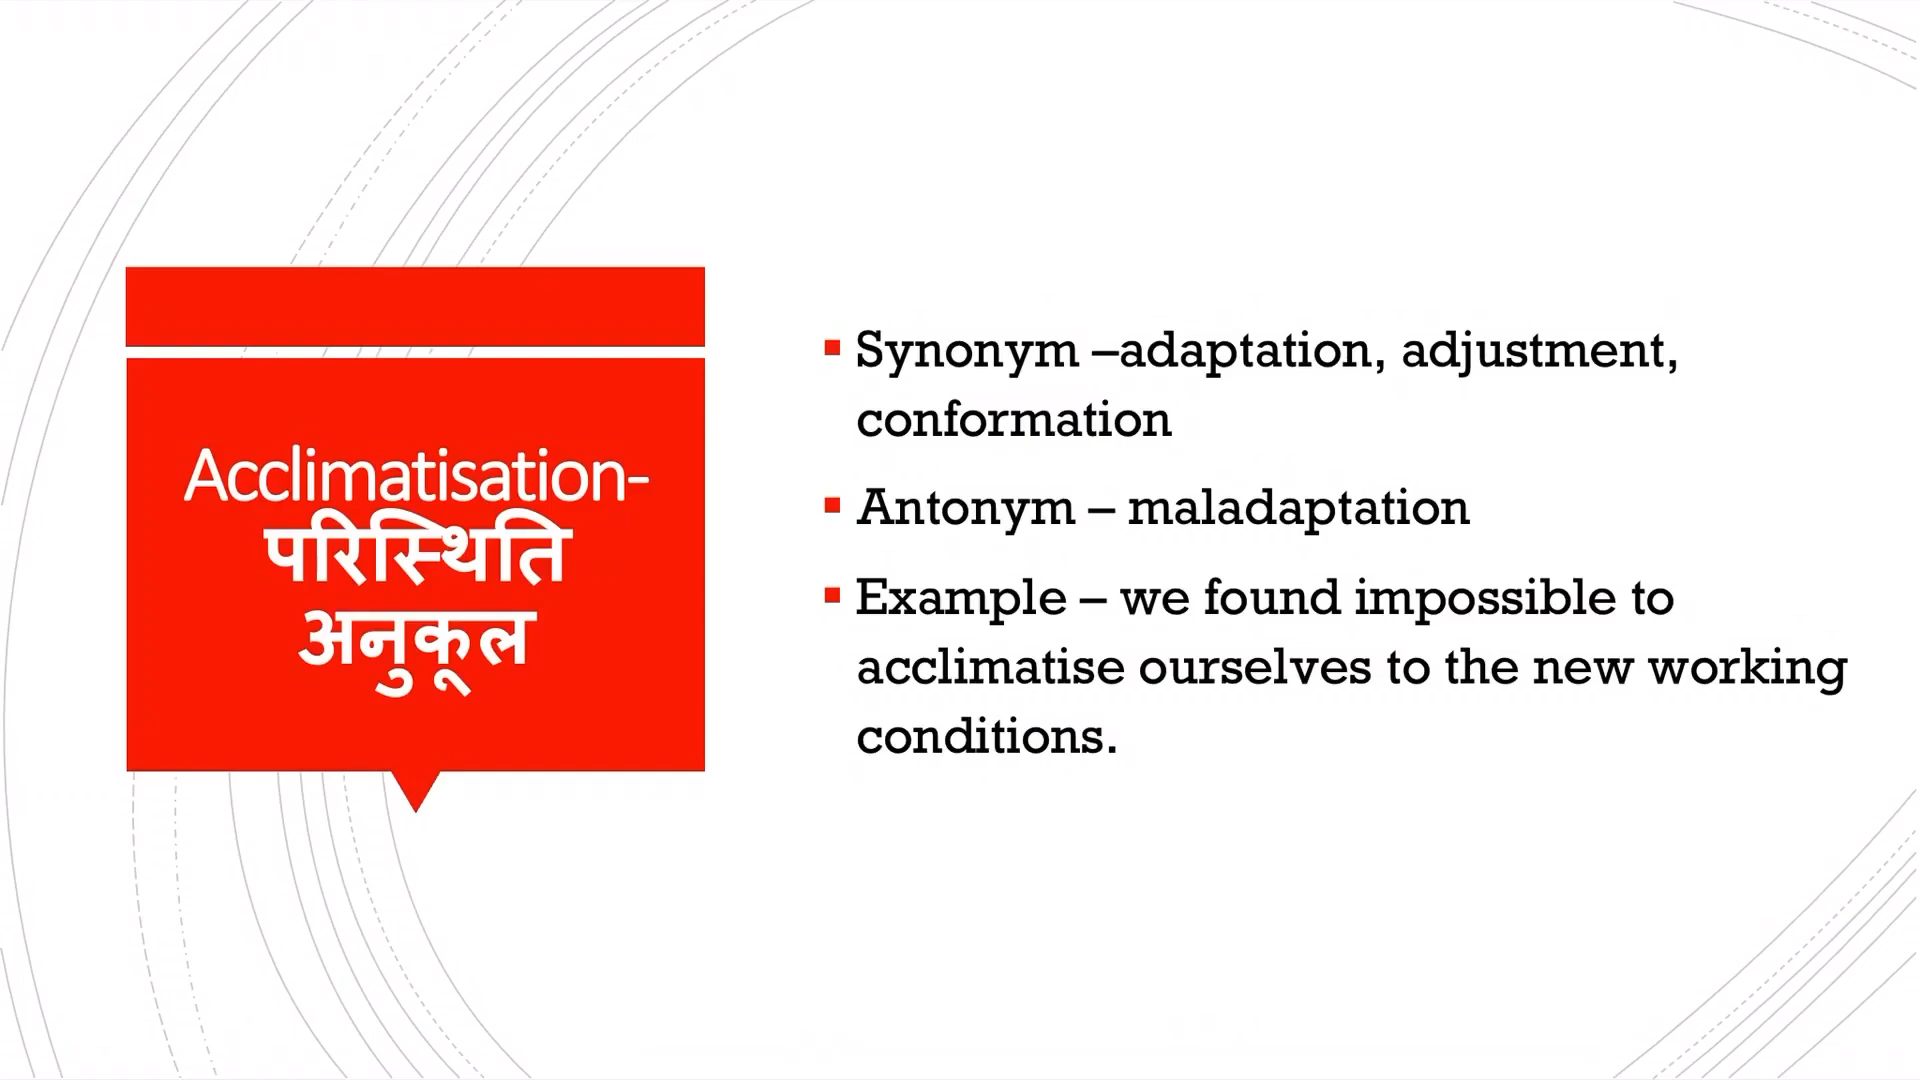 Acclimatisation-
परिस्थिति
अनुकूल
Synonym –adaptation, adjustment,
conformation
Antonym – maladaptation
Example – we found impossible to
acclimatise ourselves to the new working
conditions.